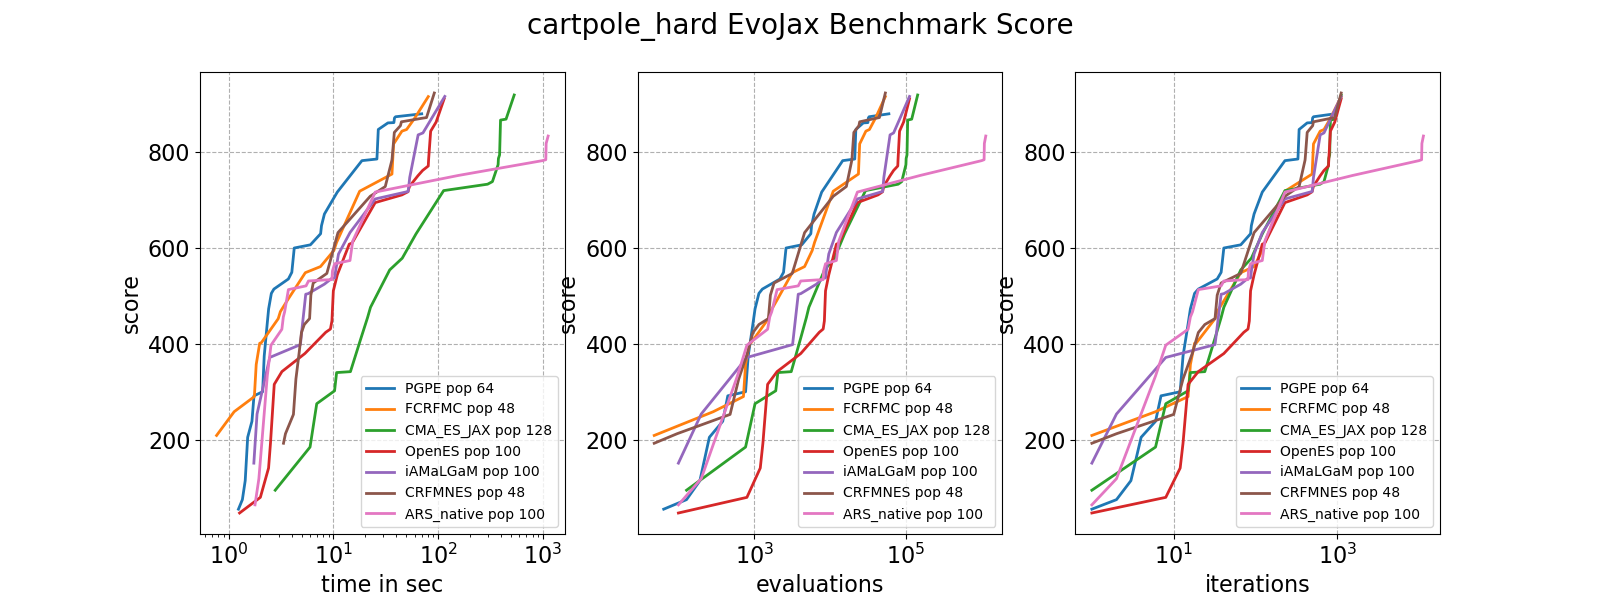 cartpole_hard EvoJax Benchmark Score
score
800
600
400
200
PGPE pop 64
FCRFMC pop 48
CMA_ES_JAX pop 128
OpenES pop 100
iAMaLGaM pop 100
CRFMNES pop 48
ARS_native pop 100
10^0
10^1
10^2
10^3
time in sec
score
800
600
400
200
PGPE pop 64
FCRFMC pop 48
CMA_ES_JAX pop 128
OpenES pop 100
iAMaLGaM pop 100
CRFMNES pop 48
ARS_native pop 100
10^3
10^5
evaluations
score
800
600
400
200
PGPE pop 64
FCRFMC pop 48
CMA_ES_JAX pop 128
OpenES pop 100
iAMaLGaM pop 100
CRFMNES pop 48
ARS_native pop 100
10^1
10^3
iterations